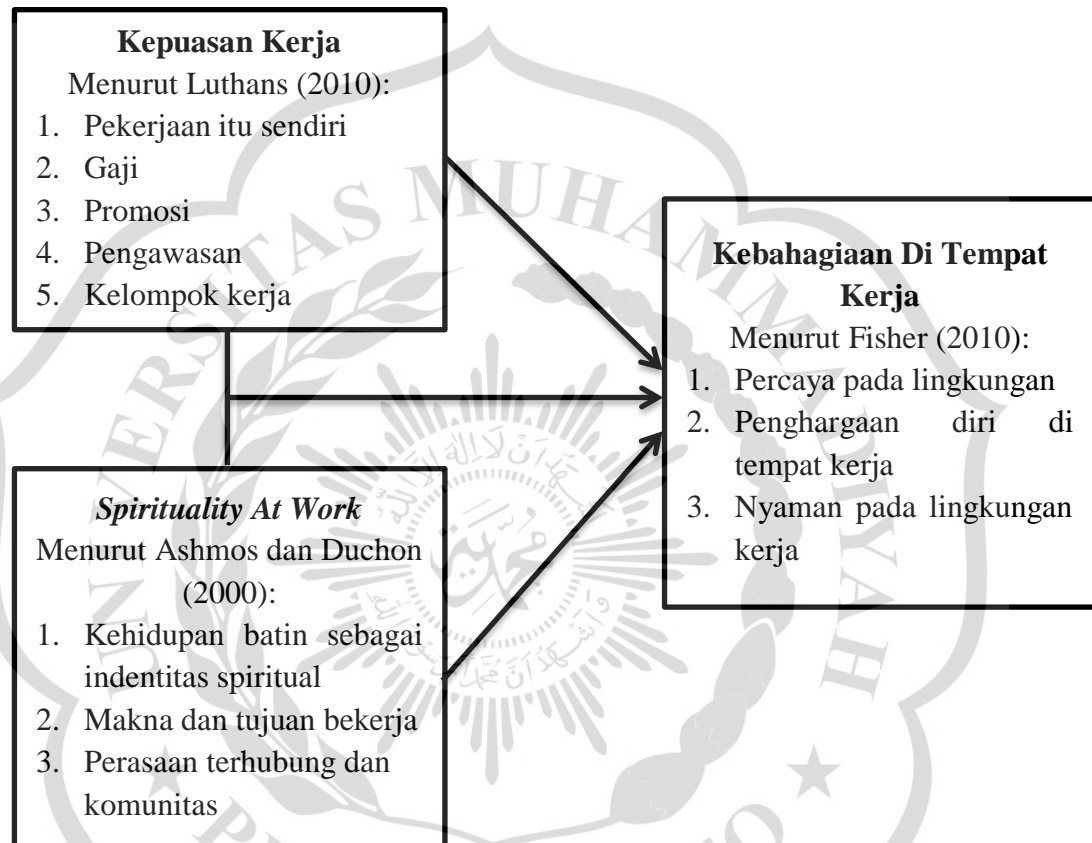 Kepuasan Kerja
Menurut Luthans (2010):
1. Pekerjaan itu sendiri
2. Gaji
3. Promosi
4. Pengawasan
5. Kelompok kerja
Kebahagiaan Di Tempat
Kerja
Menurut Fisher (2010):
1. Percaya pada lingkungan
2. Penghargaan diri di
tempat kerja
3. Nyaman pada lingkungan
kerja
Spirituality At Work
Menurut Ashmos dan Duchon
(2000):
1. Kehidupan batin sebagai
indentitas spiritual
2. Makna dan tujuan bekerja
3. Perasaan terhubung dan
komunitas
UNIVERSITAS MUHAMMADIYAH